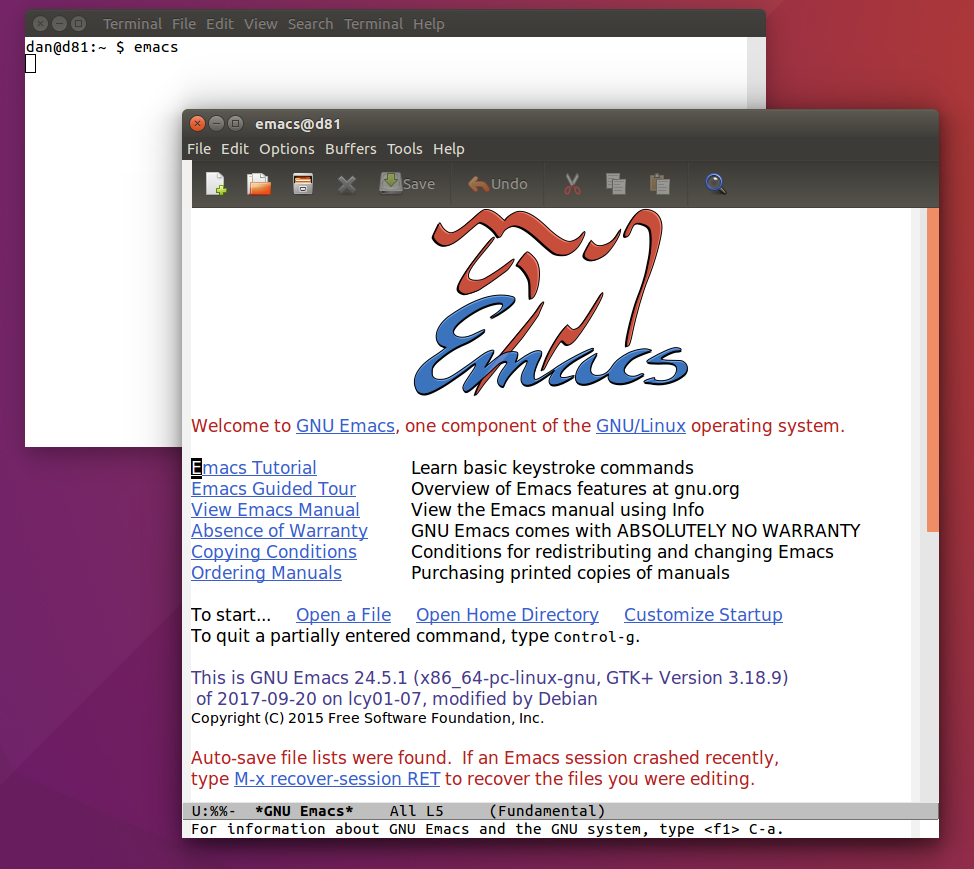 Terminal File Edit View Search Terminal Help
dan@d81:~ $ emacs
emacs@d81
File Edit Options Buffers Tools Help
Save Undo
Emacs
Welcome to GNU Emacs, one component of the GNU/Linux operating system.
Emacs Tutorial Learn basic keystroke commands
Emacs Guided Tour Overview of Emacs features at gnu.org
View Emacs Manual View the Emacs manual using Info
Absence of Warranty GNU Emacs comes with ABSOLUTELY NO WARRANTY
Copying Conditions Conditions for redistributing and changing Emacs
Ordering Manuals Purchasing printed copies of manuals
To start... Open a File Open Home Directory Customize Startup
To quit a partially entered command, type Control-g.
This is GNU Emacs 24.5.1 (x86_64-pc-linux-gnu, GTK+ Version 3.18.9)
of 2017-09-20 on lcy01-07, modified by Debian
Copyright (C) 2015 Free Software Foundation, Inc.
Auto-save file lists were found.  If an Emacs session crashed recently,
type M-x recover-session RET to recover the files you were editing.
U:%%-  *GNU Emacs*    All L5     (Fundamental)
For information about GNU Emacs and the GNU system, type <f1> C-a.